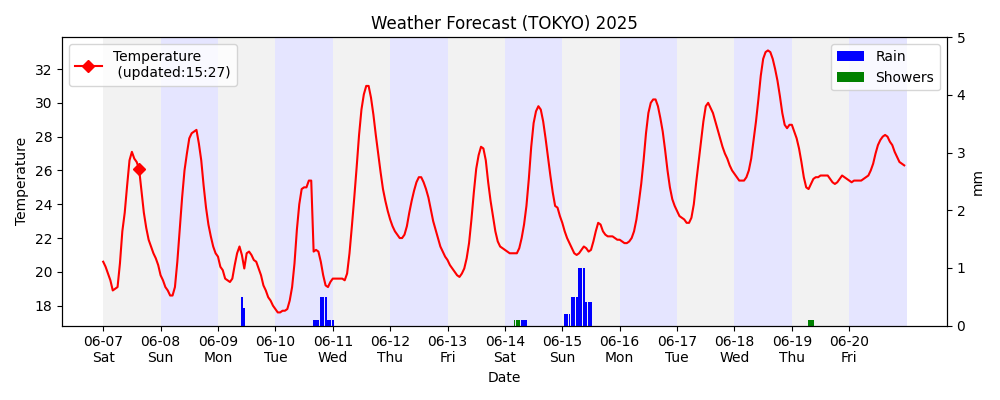 Weather Forecast (TOKYO) 2025
Temperature
(updated:15:27)
Rain
Showers
Temperature
32
30
28
26
24
22
20
18
5
4
3
2
1
0
mm
06-07 06-08 06-09 06-10 06-11 06-12 06-13 06-14 06-15 06-16 06-17 06-18 06-19 06-20
Sat Sun Mon Tue Wed Thu Fri Sat Sun Mon Tue Wed Thu Fri
Date